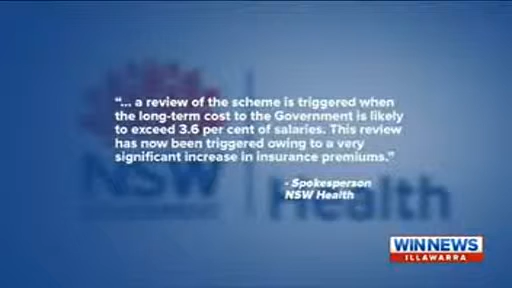 "... a review of the scheme is triggered when
the long-term cost to the Government is likely
to exceed 3.6 per cent of salaries. This review
has now been triggered owing to a very
significant increase in insurance premiums."
- Spokesperson
NSW Health
NSW
Health
WIN NEWS
ILLAWARRA